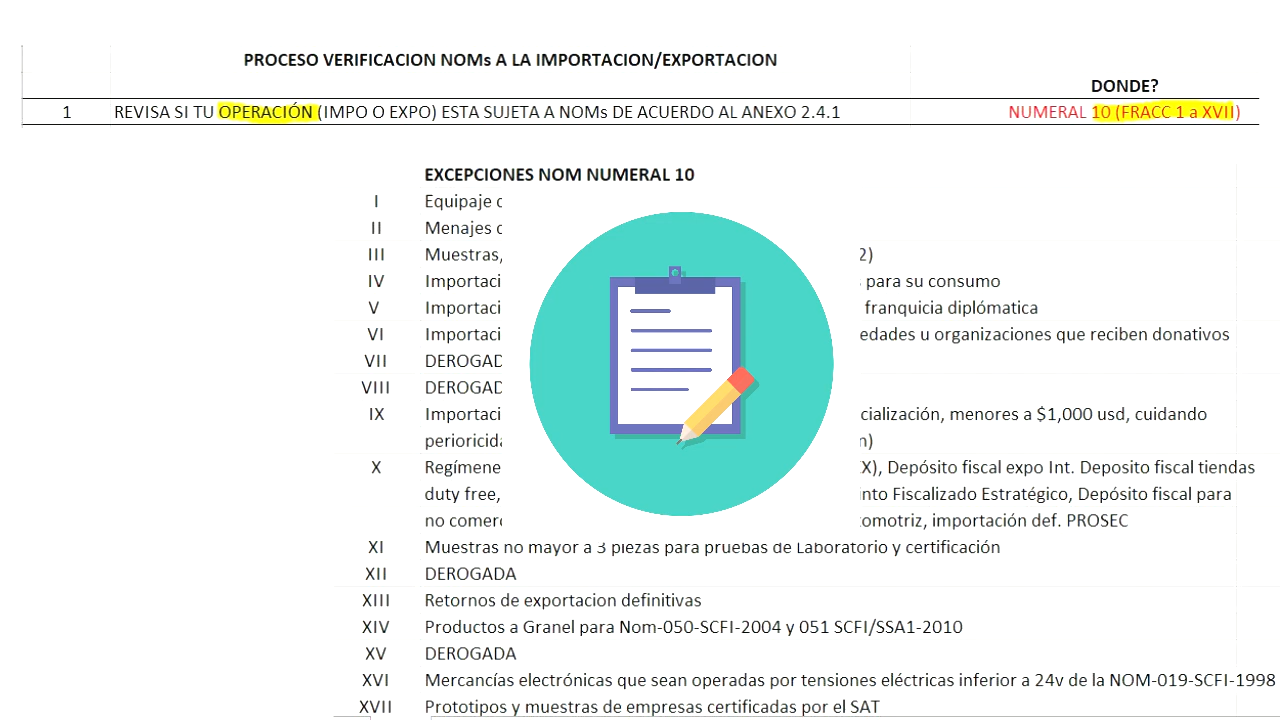 PROCESO VERIFICACION NOMs A LA IMPORTACION/EXPORTACION
DONDE?
1 REVISA SI TU OPERACIÓN (IMPO O EXPO) ESTA SUJETA A NOMs DE ACUERDO AL ANEXO 2.4.1 NUMERAL 10 (FRACC 1 a XVII)
EXCEPCIONES NOM NUMERAL 10
I Equipaje
II Menajes
III Muestras, 2)
IV para su consumo
V franquicia diplómatica
VI u organizaciones que reciben donativos
VII
VIII
IX menores a $1,000 usd, cuidando
X Depósito fiscal expo Int. Deposito fiscal tiendas
duty free, Fiscalizado Estratégico, Depósito fiscal para
no importación def. PROSEC
XI Muestras no mayor a 3 piezas para pruebas de Laboratorio y certificación
XII DEROGADA
XIII Retornos de exportacion definitivas
XIV Productos a Granel para Nom-050-SCFI-2004 y 051 SCFI/SSA1-2010
XV DEROGADA
XVI Mercancías electrónicas que sean operadas por tensiones eléctricas inferior a 24v de la NOM-019-SCFI-1998
XVII Prototipos y muestras de empresas certificadas por el SAT